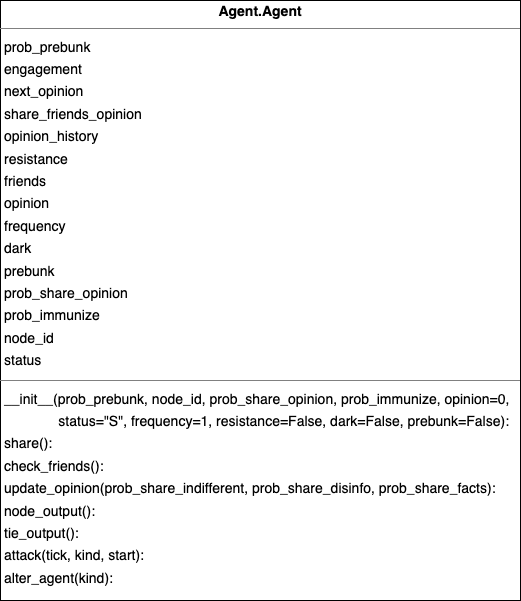 Agent.Agent
prob_prebunk
engagement
next_opinion
share_friends_opinion
opinion_history
resistance
friends
opinion
frequency
dark
prebunk
prob_share_opinion
prob_immunize
node_id
status
__init__(prob_prebunk, node_id, prob_share_opinion, prob_immunize, opinion=0,
status="S", frequency=1, resistance=False, dark=False, prebunk=False):
share():
check_friends():
update_opinion(prob_share_indifferent, prob_share_disinfo, prob_share_facts):
node_output():
tie_output():
attack(tick, kind, start):
alter_agent(kind):